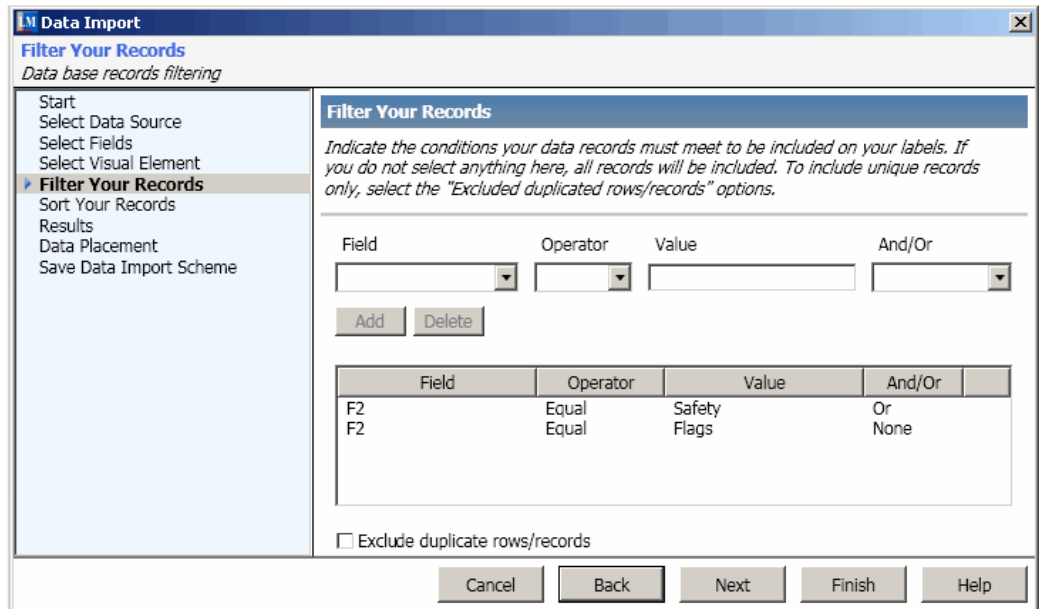 LM Data Import
Filter Your Records
Data base records filtering
Start
Select Data Source
Select Fields
Select Visual Element
Filter Your Records
Sort Your Records
Results
Data Placement
Save Data Import Scheme
Filter Your Records
Indicate the conditions your data records must meet to be included on your labels. If
you do not select anything here, all records will be included. To include unique records
only, select the "Excluded duplicated rows/records" options.
Field Operator Value And/Or
Add Delete
Field Operator Value And/Or
F2 Equal Safety Or
F2 Equal Flags None
Exclude duplicate rows/records
Cancel Back Next Finish Help